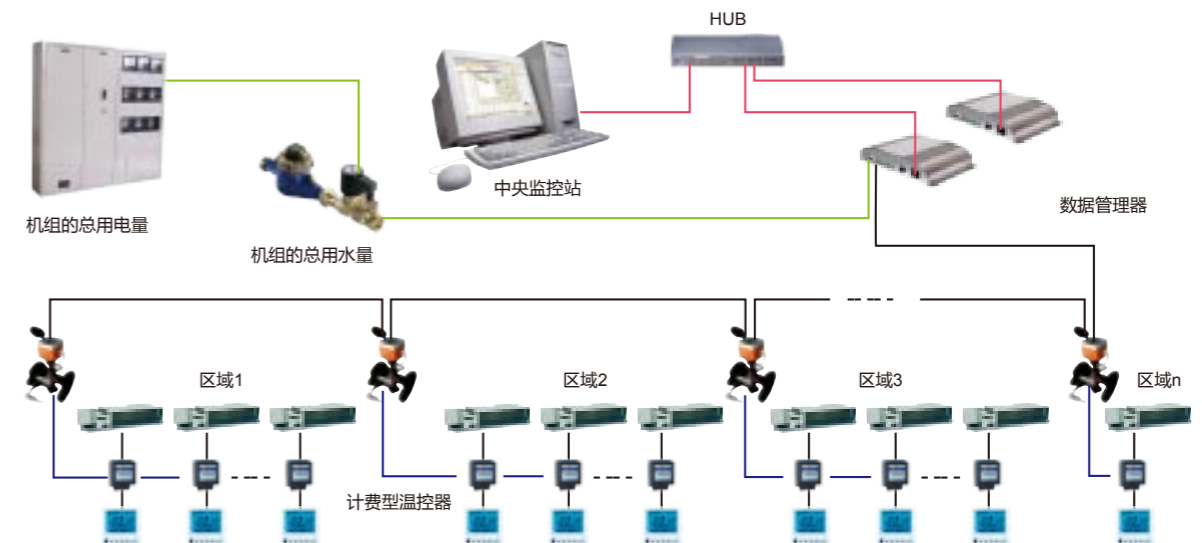 HUB
中央监控站
数据管理器
机组的总用电量
机组的总用水量
区域1
区域2
区域3
区域n
计费型温控器